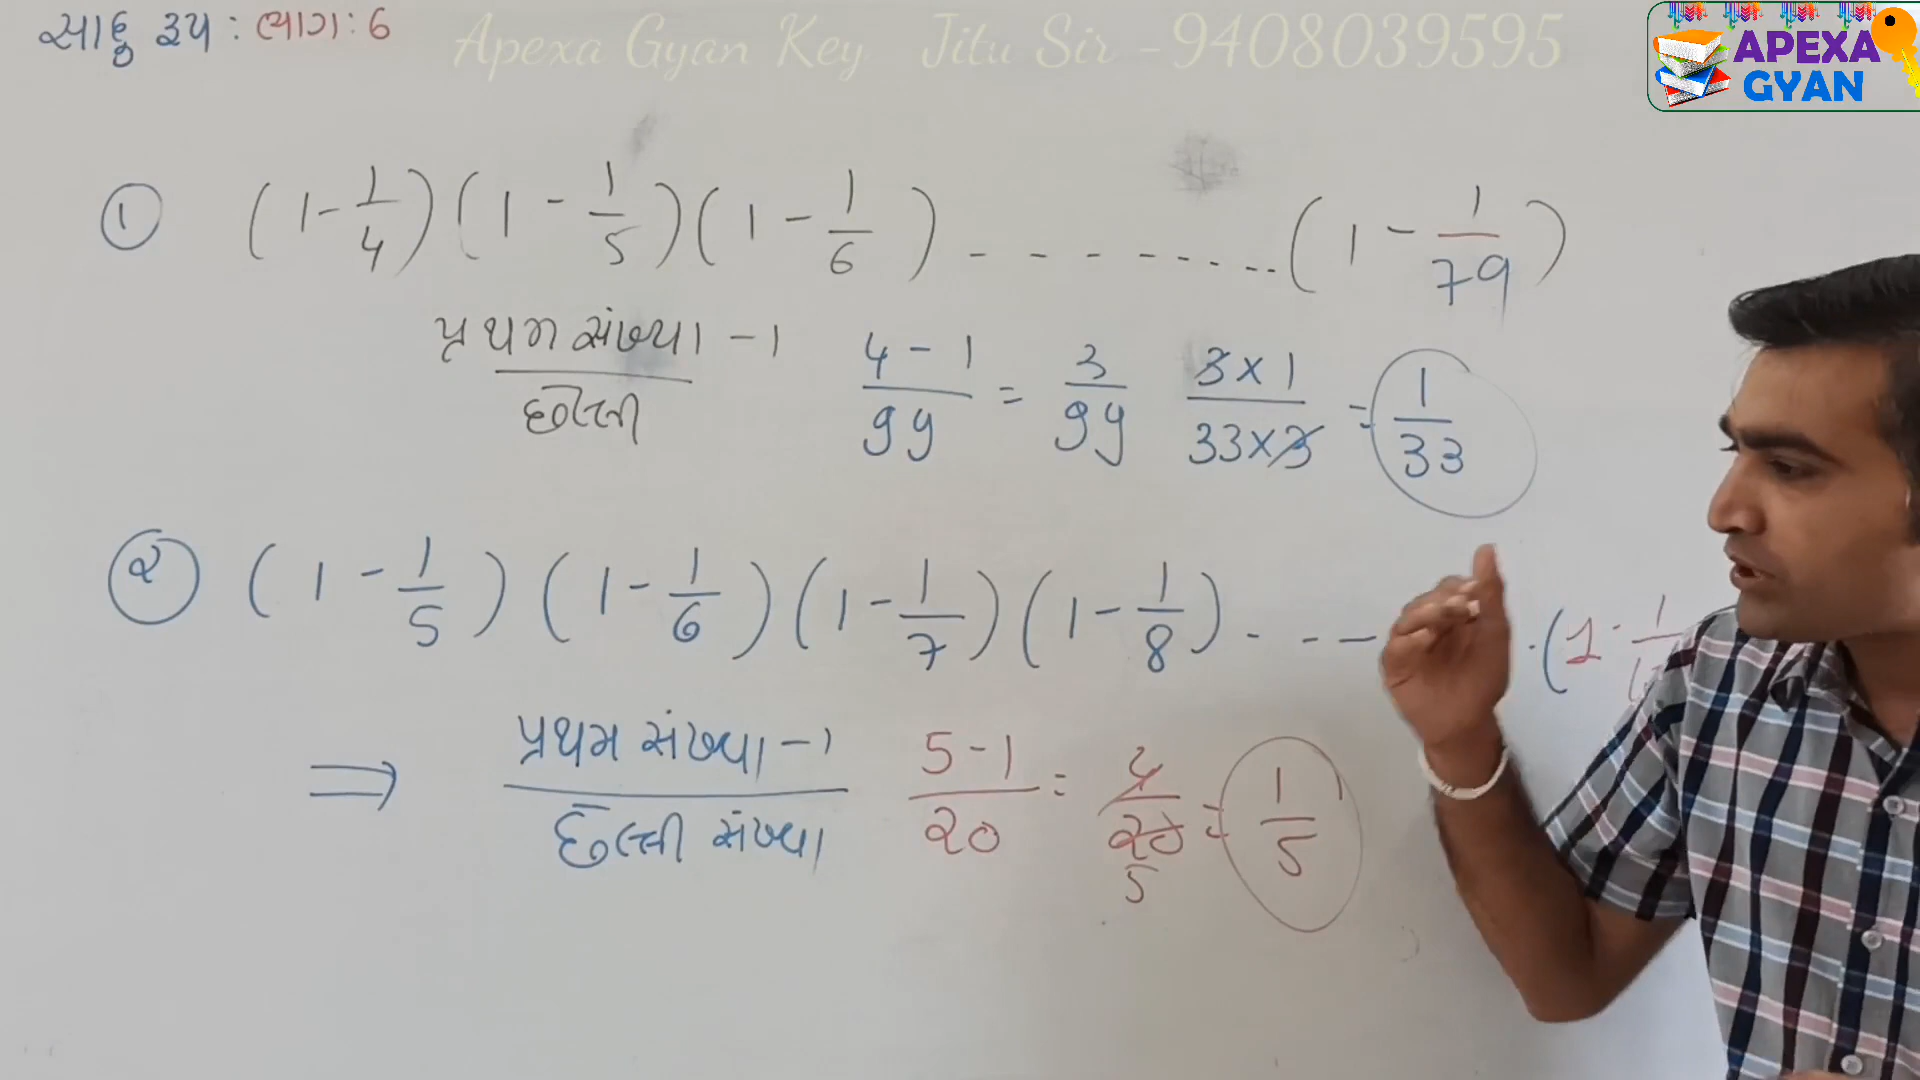 સાદુ રૂપ : ભાગ : 6
Apexa Gyan Key Jitu Sir - 9408039595
APEXA
GYAN
① (1 - 1/4) (1 - 1/5) (1 - 1/6) - - - - - - - .. (1 - 1/79)
પ્રથમ સંખ્યા - 1 / છેલ્લી 4 - 1 / 99 = 3 / 99 3 × 1 / 33 × 3 = 1 / 33
② (1 - 1/5) (1 - 1/6) (1 - 1/7) (1 - 1/8) - - - - . (1 - 1/
⇒ પ્રથમ સંખ્યા - 1 / છેલ્લી સંખ્યા 5 - 1 / 20 = 4 / 20 5 = 1 / 5